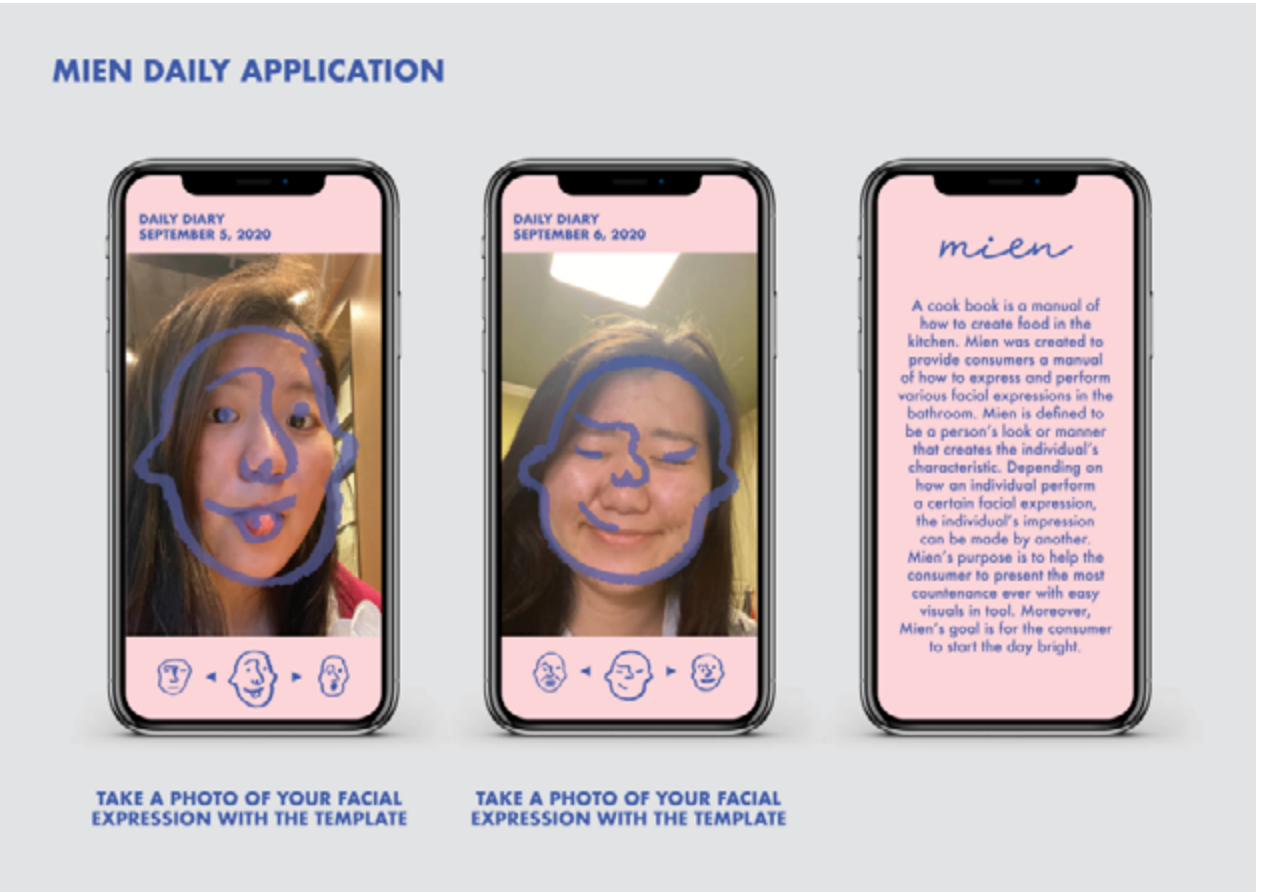 MIEN DAILY APPLICATION
DAILY DIARY
SEPTEMBER 5, 2020
DAILY DIARY
SEPTEMBER 6, 2020
mien
A cook book is a manual of
how to create food in the
kitchen. Mien was created to
provide consumers a manual
of how to express and perform
various facial expressions in the
bathroom. Mien is defined to
be a person's look or manner
that creates the individual's
characteristic. Depending on
how an individual perform
a certain facial expression,
the individual's impression
can be made by another.
Mien's purpose is to help the
consumer to present the most
countenance ever with easy
visuals in tool. Moreover,
Mien's goal is for the consumer
to start the day bright.
TAKE A PHOTO OF YOUR FACIAL
EXPRESSION WITH THE TEMPLATE
TAKE A PHOTO OF YOUR FACIAL
EXPRESSION WITH THE TEMPLATE